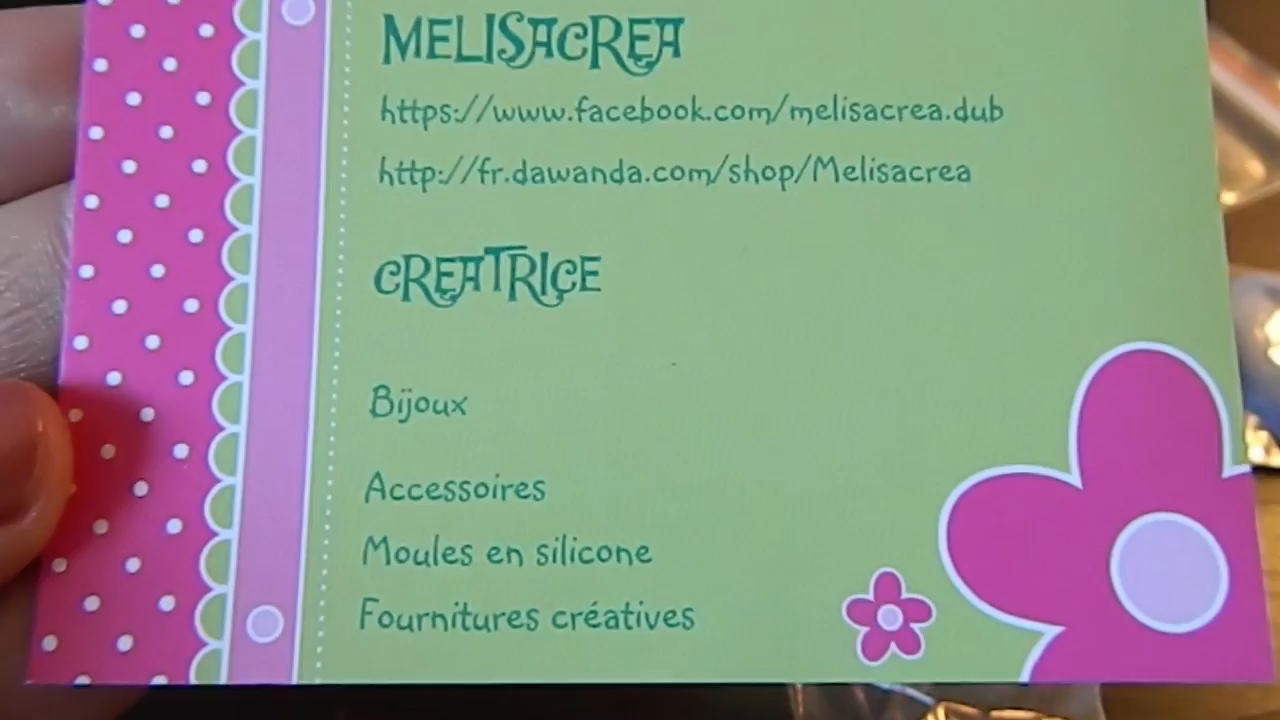 MELISACREA
https://www.facebook.com/melisacrea.dub
http://fr.dawanda.com/shop/Melisacrea
CREATRICE
Bijoux
Accessoires
Moules en silicone
Fournitures créatives